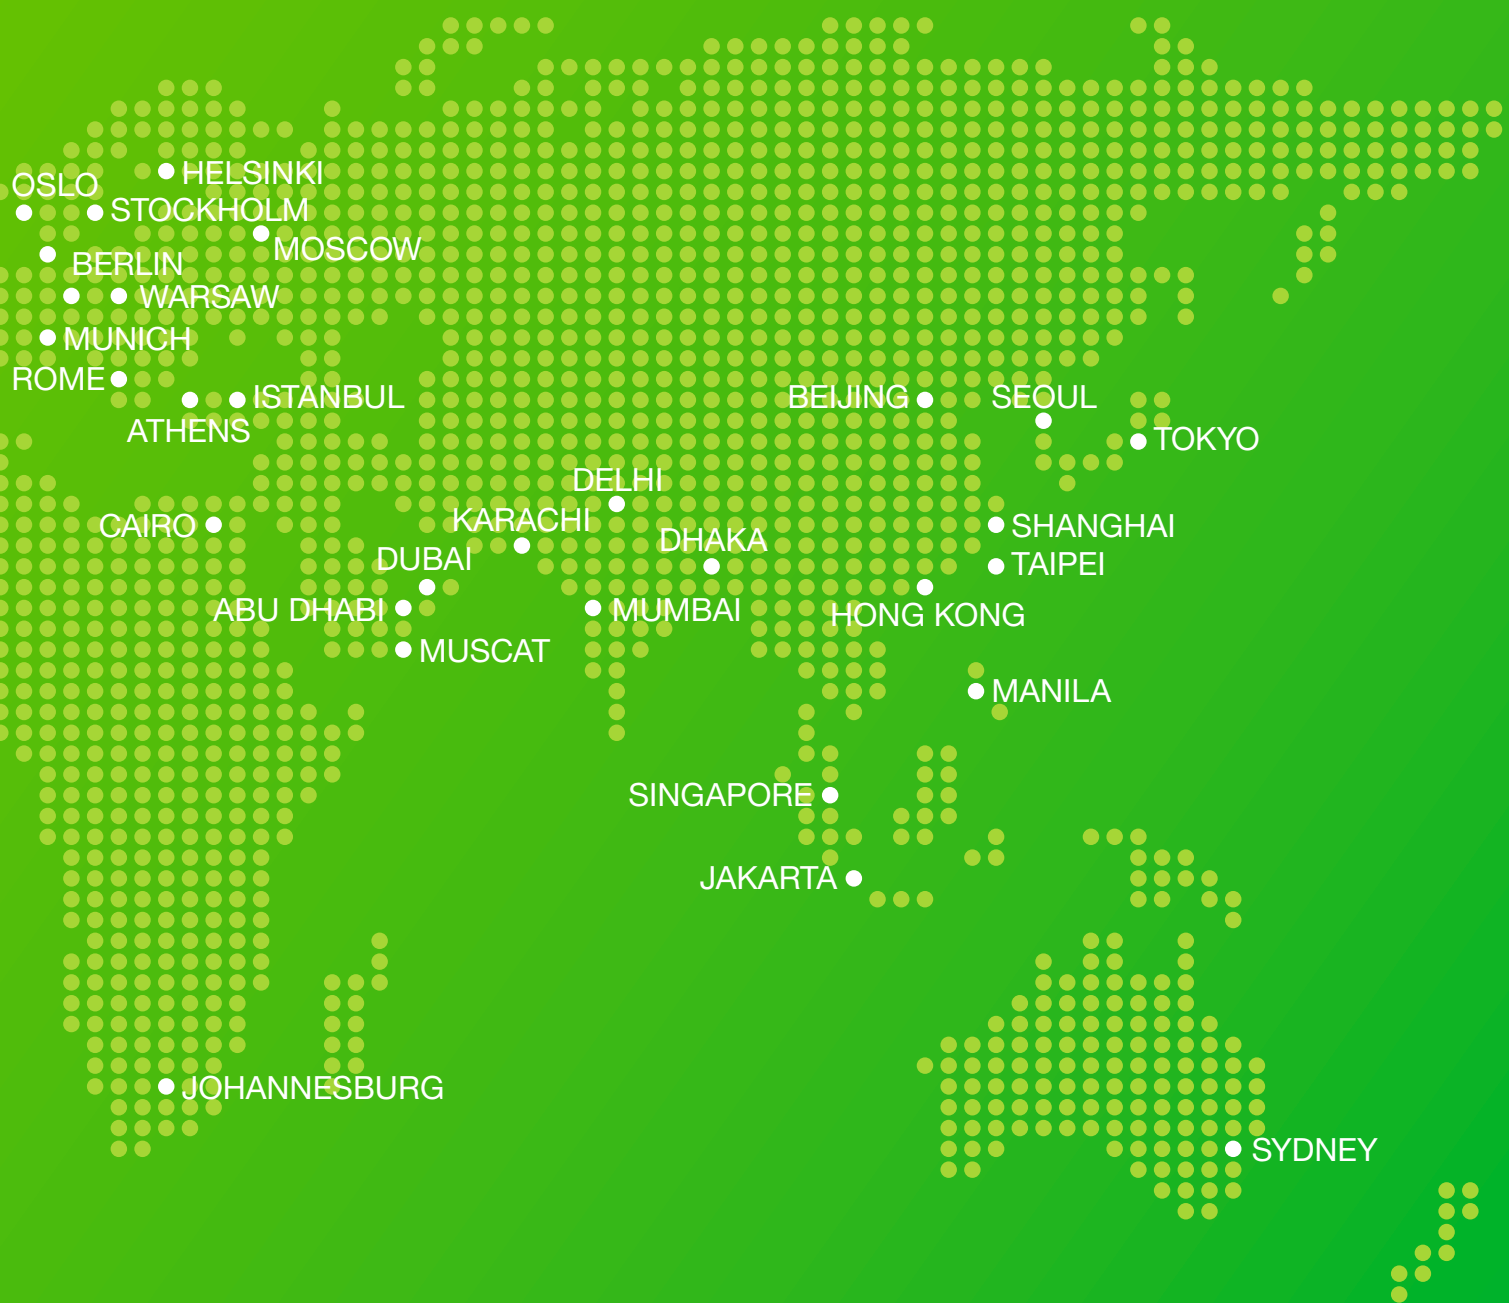 HELSINKI
OSLO
STOCKHOLM
MOSCOW
BERLIN
WARSAW
MUNICH
ROME
ISTANBUL
BEIJING
SEOUL
ATHENS
TOKYO
DELHI
KARACHI
CAIRO
SHANGHAI
DHAKA
DUBAI
TAIPEI
ABU DHABI
MUMBAI
HONG KONG
MUSCAT
MANILA
SINGAPORE
JAKARTA
JOHANNESBURG
SYDNEY